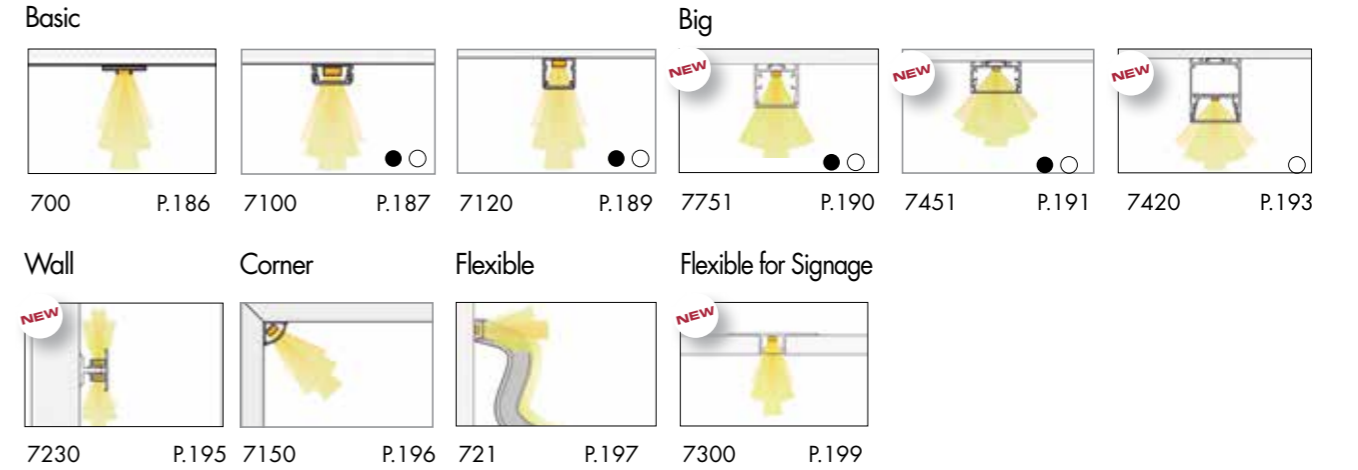 Basic
Big
NEW
NEW
NEW
700 P.186 7100 P.187 7120 P.189 7751 P.190 7451 P.191 7420 P.193
Wall Corner Flexible Flexible for Signage
NEW
NEW
7230 P.195 7150 P.196 721 P.197 7300 P.199